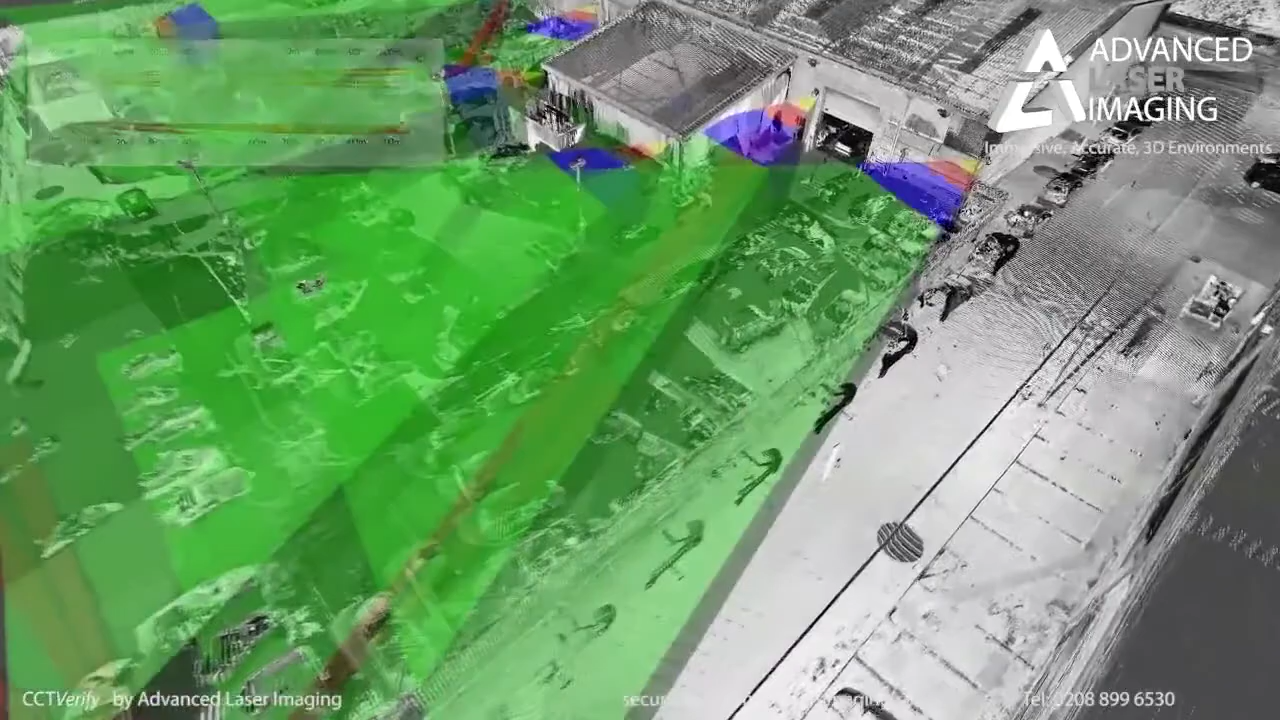 ADVANCED
LASER
IMAGING
Immersive, Accurate, 3D Environments
CCTVerify by Advanced Laser Imaging
Tel: 0208 899 6530